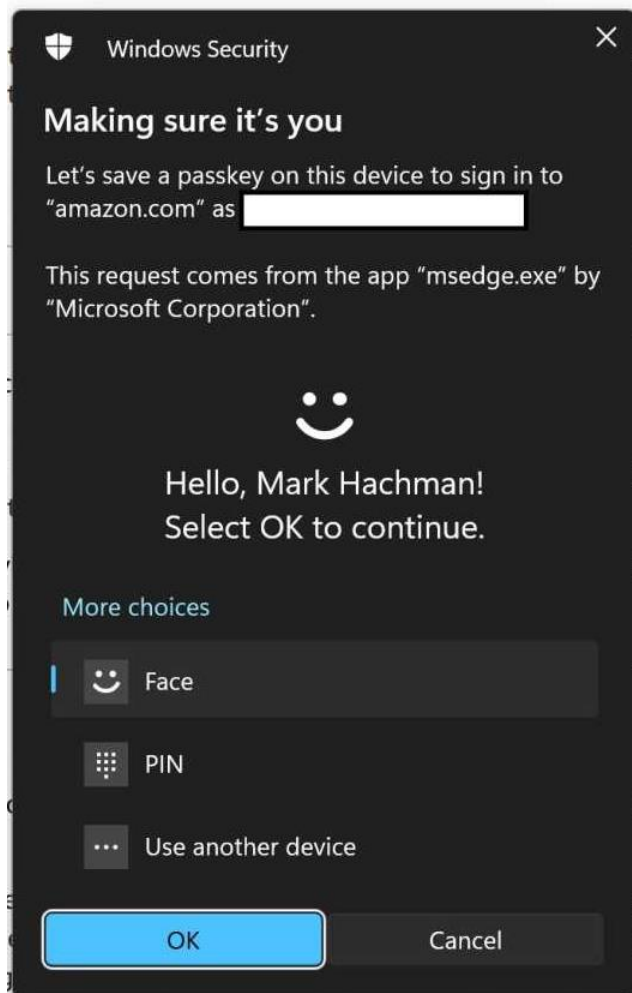 Windows Security
Making sure it’s you
Let’s save a passkey on this device to sign in to
“amazon.com” as
This request comes from the app “msedge.exe” by
“Microsoft Corporation”.
Hello, Mark Hachman!
Select OK to continue.
More choices
Face
PIN
Use another device
OK
Cancel